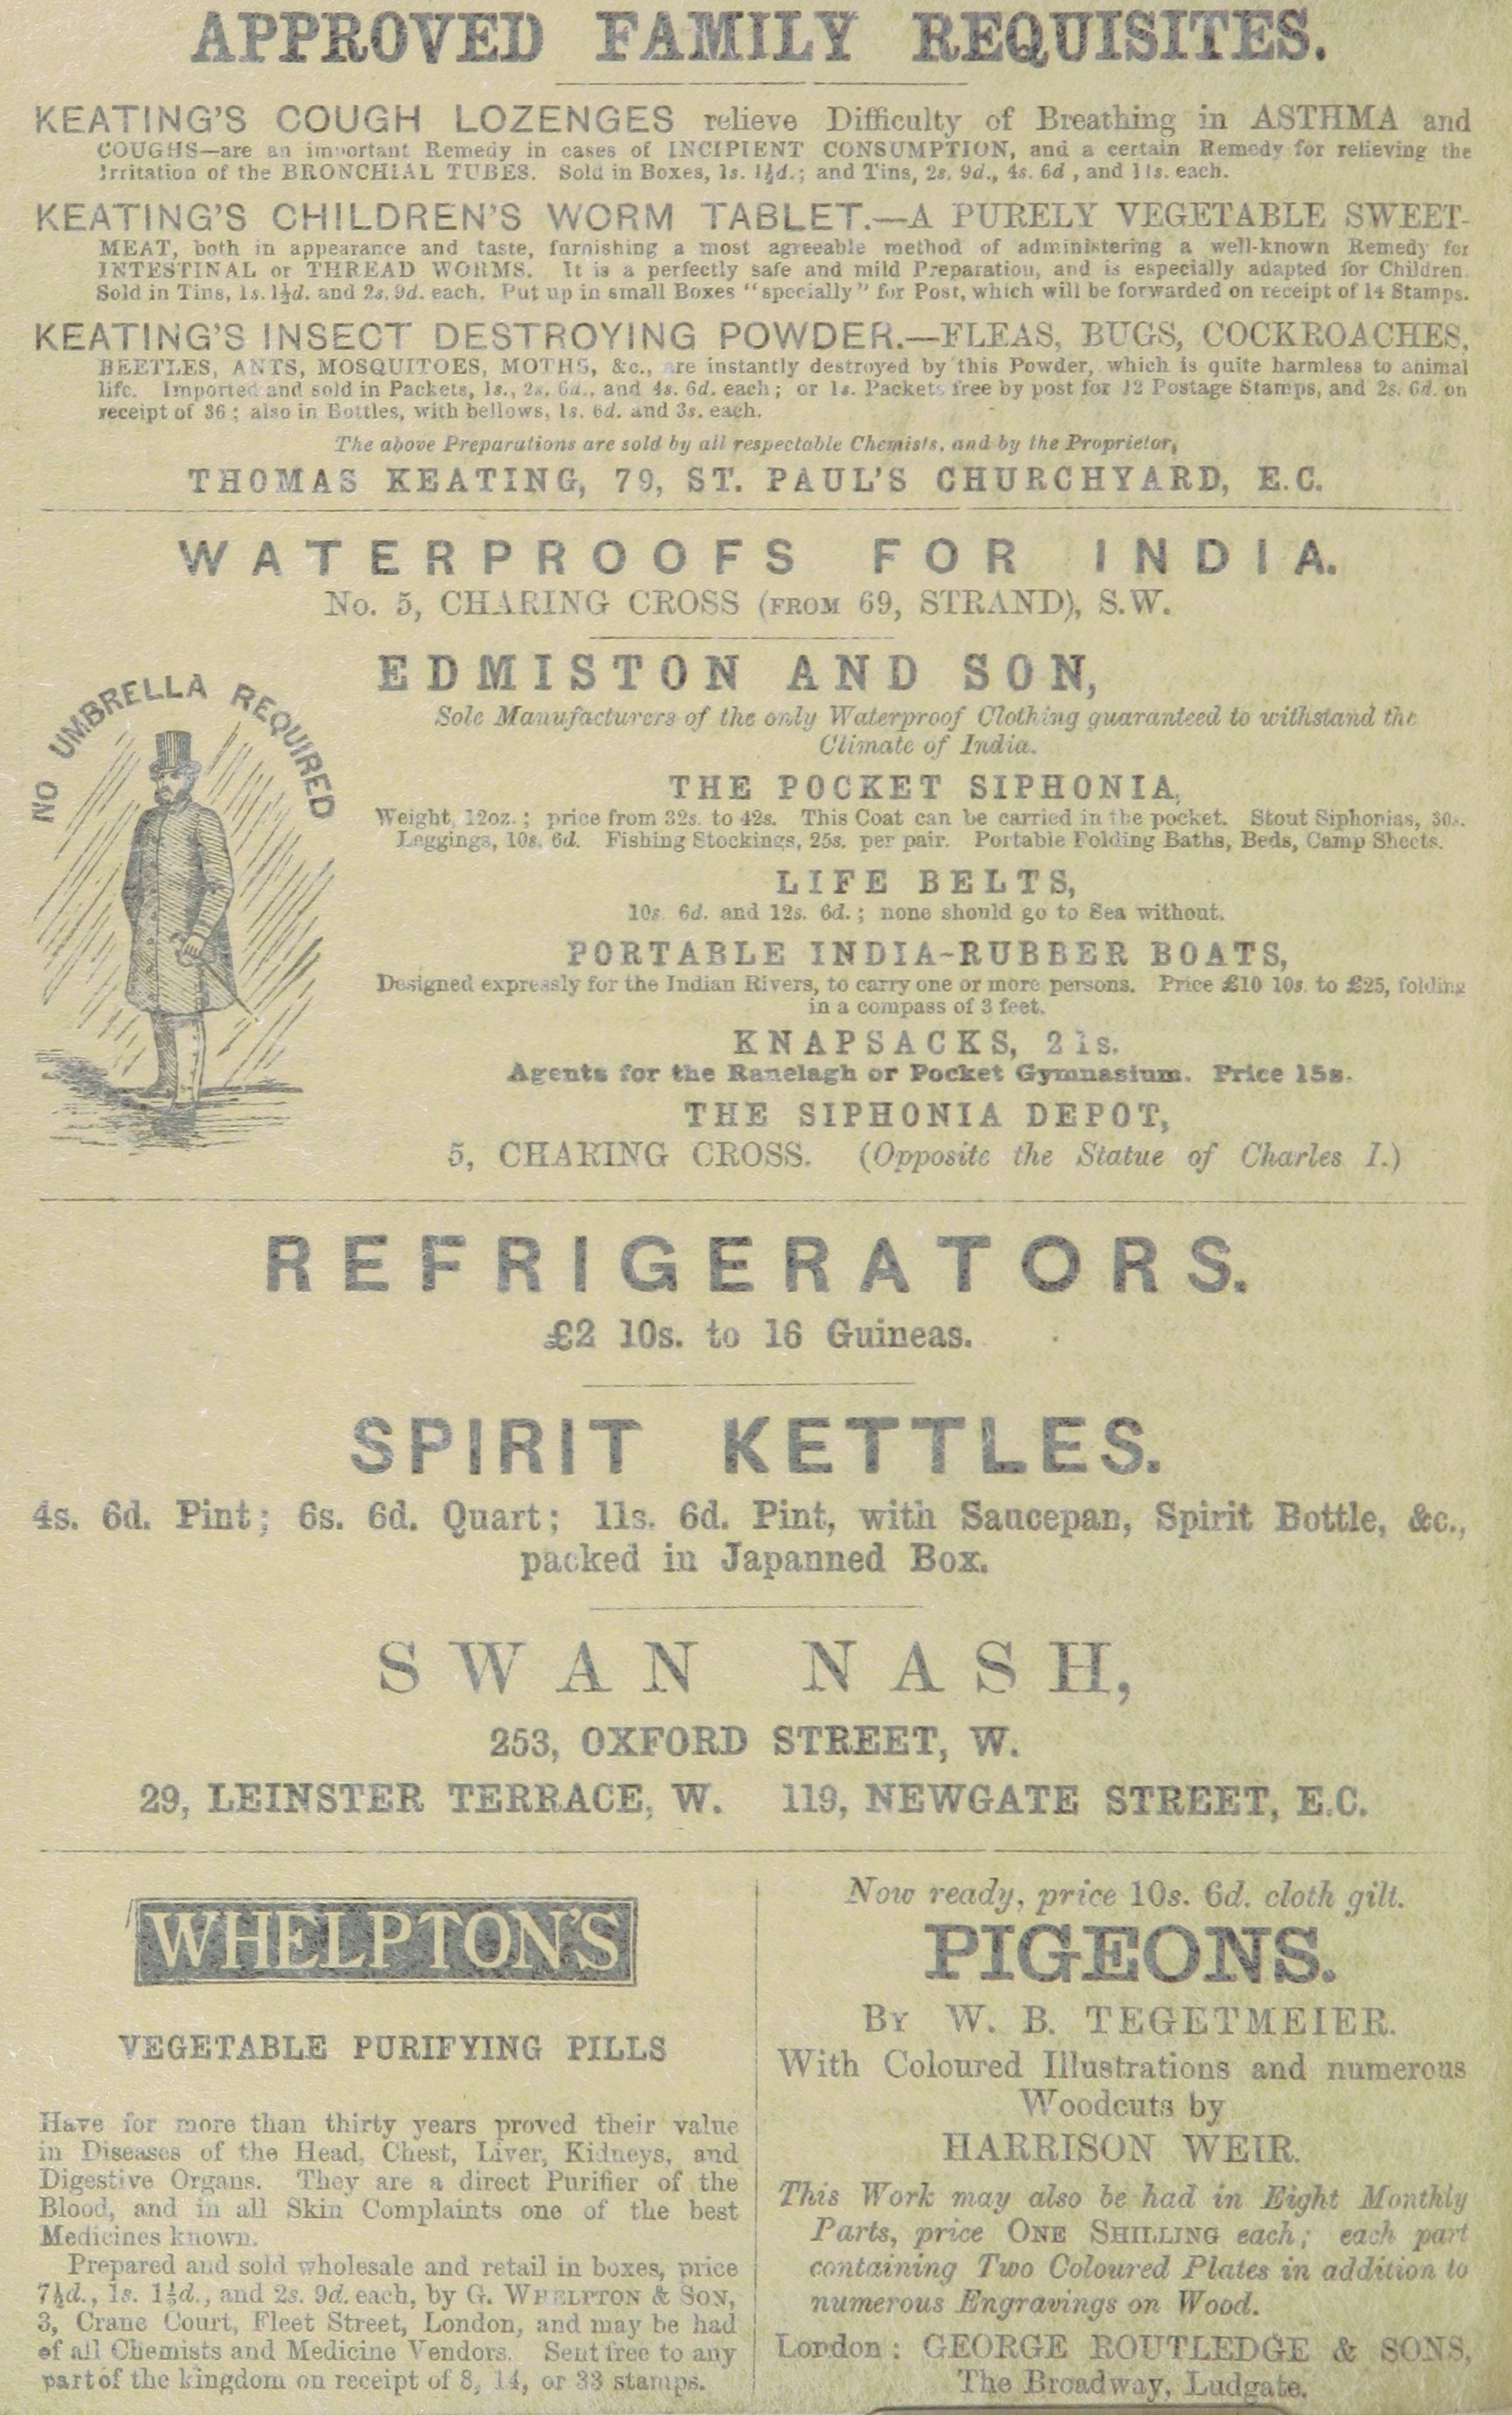 APPROVED FAMILY REQUISITES.
KEATING'S COUGH LOZENGES relieve Difficulty of Breathing in ASTHMA and
COUGHS—are an important Remedy in cases of INCIPIENT CONSUMPTION, and a certain Remedy for relieving the
Irritation of the BRONCHIAL TUBES. Sold in Boxes, 1s. 1½d.; and Tins, 2s. 9d., 4s. 6d, and 11s. each.
KEATING'S CHILDREN'S WORM TABLET.—A PURELY VEGETABLE SWEET-
MEAT, both in appearance and taste, furnishing a most agreeable method of administering a well-known Remedy for
INTESTINAL or THREAD WORMS. It is a perfectly safe and mild Preparation, and is especially adapted for Children.
Sold in Tins, 1s. 1½d. and 2s. 9d. each. Put up in small Boxes "specially" for Post, which will be forwarded on receipt of 14 Stamps.
KEATING'S INSECT DESTROYING POWDER.—FLEAS, BUGS, COCKROACHES,
BEETLES, ANTS, MOSQUITOES, MOTHS, &c., are instantly destroyed by this Powder, which is quite harmless to animal
life. Imported and sold in Packets, 1s., 2s. 6d., and 4s. 6d. each; or 1s. Packets free by post for 12 Postage Stamps, and 2s. 6d. on
receipt of 36; also in Bottles, with bellows, 1s. 6d. and 3s. each.
The above Preparations are sold by all respectable Chemists, and by the Proprietor,
THOMAS KEATING, 79, ST. PAUL'S CHURCHYARD, E.C.
WATERPROOFS FOR INDIA.
No. 5, CHARING CROSS (FROM 69, STRAND), S.W.
NO UMBRELLA REQUIRED
EDMISTON AND SON,
Sole Manufacturers of the only Waterproof Clothing guaranteed to withstand the
Climate of India.
THE POCKET SIPHONIA,
Weight, 12oz.; price from 32s. to 42s. This Coat can be carried in the pocket. Stout Siphonias, 30s.
Leggings, 10s. 6d. Fishing Stockings, 25s. per pair. Portable Folding Baths, Beds, Camp Sheets.
LIFE BELTS,
10s 6d. and 12s. 6d.; none should go to Sea without.
PORTABLE INDIA-RUBBER BOATS,
Designed expressly for the Indian Rivers, to carry one or more persons. Price £10 10s. to £25, folding
in a compass of 3 feet.
KNAPSACKS, 21s.
Agents for the Ranelagh or Pocket Gymnasium. Price 15s.
THE SIPHONIA DEPOT,
5, CHARING CROSS. (Opposite the Statue of Charles I.)
REFRIGERATORS.
£2 10s. to 16 Guineas.
SPIRIT KETTLES.
4s. 6d. Pint; 6s. 6d. Quart; 11s. 6d. Pint, with Saucepan, Spirit Bottle, &c.,
packed in Japanned Box.
SWAN NASH,
253, OXFORD STREET, W.
29, LEINSTER TERRACE, W. 119, NEWGATE STREET, E.C.
WHELPTON'S
VEGETABLE PURIFYING PILLS
Have for more than thirty years proved their value
in Diseases of the Head, Chest, Liver, Kidneys, and
Digestive Organs. They are a direct Purifier of the
Blood, and in all Skin Complaints one of the best
Medicines known.
Prepared and sold wholesale and retail in boxes, price
7½d., 1s. 1½d., and 2s. 9d. each, by G. WHELPTON & SON,
3, Crane Court, Fleet Street, London, and may be had
of all Chemists and Medicine Vendors. Sent free to any
part of the kingdom on receipt of 8, 14, or 33 stamps.
Now ready, price 10s. 6d. cloth gilt.
PIGEONS.
BY W. B. TEGETMEIER.
With Coloured Illustrations and numerous
Woodcuts by
HARRISON WEIR.
This Work may also be had in Eight Monthly
Parts, price ONE SHILLING each; each part
containing Two Coloured Plates in addition to
numerous Engravings on Wood.
London: GEORGE ROUTLEDGE & SONS,
The Broadway, Ludgate.